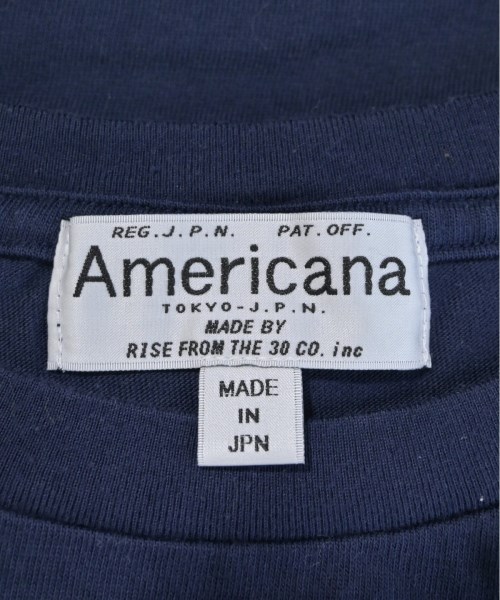 REG.J.P.N. PAT.OFF.
Americana
TOKYO-J.P.N.
MADE BY
RISE FROM THE 30 CO. inc
MADE
IN
JPN